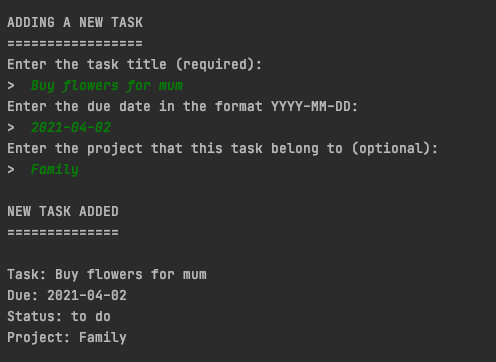 ADDING A NEW TASK
=================
Enter the task title (required):
> Buy flowers for mum
Enter the due date in the format YYYY-MM-DD:
> 2021-04-02
Enter the project that this task belong to (optional):
> Family
NEW TASK ADDED
==============
Task: Buy flowers for mum
Due: 2021-04-02
Status: to do
Project: Family